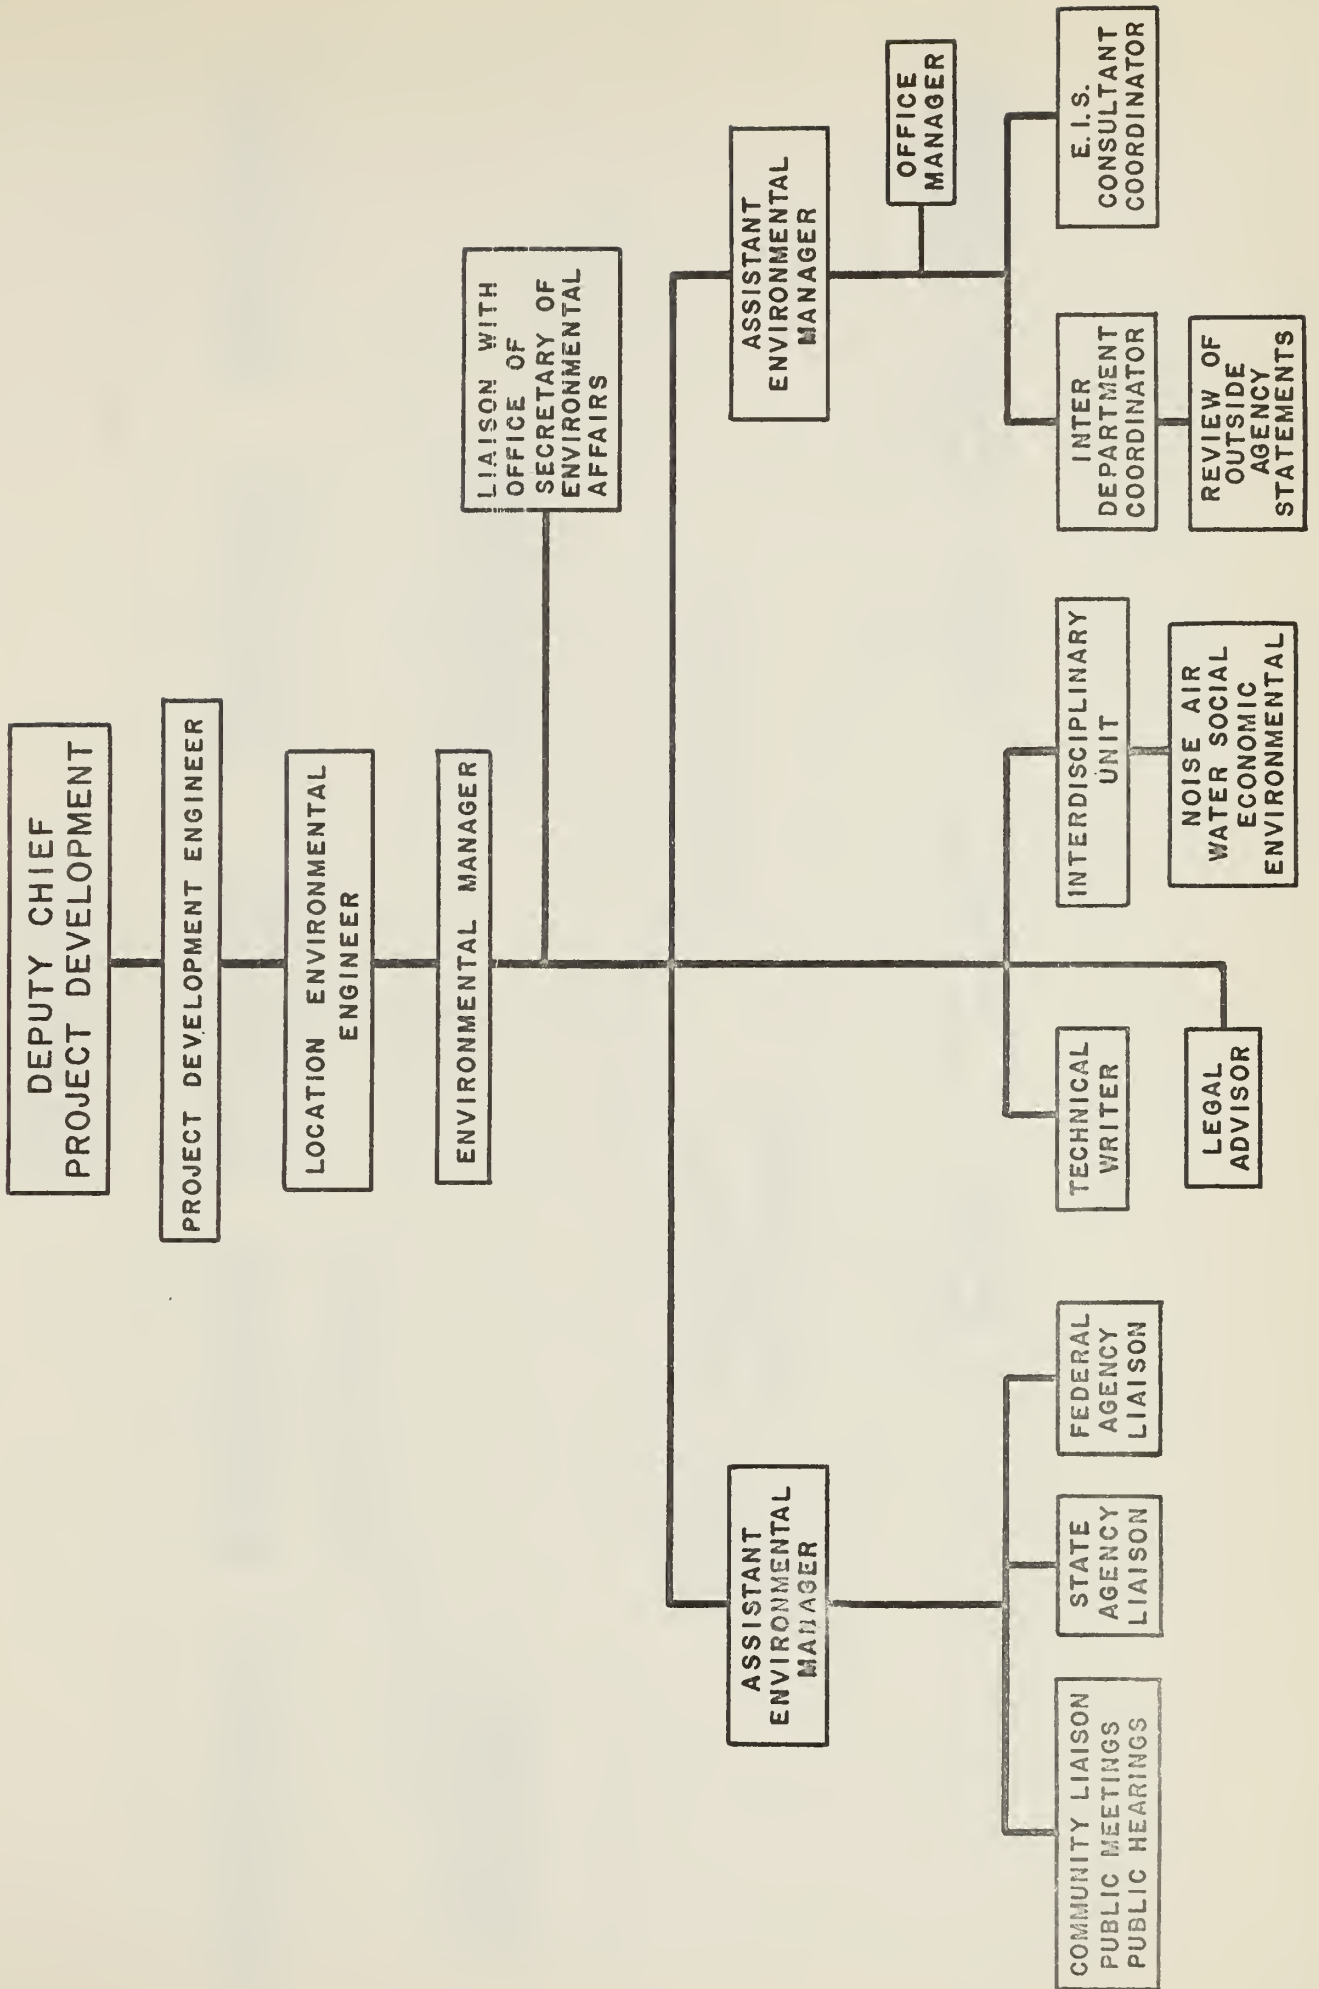 DEPUTY CHIEF
PROJECT DEVELOPMENT
PROJECT DEVELOPMENT ENGINEER
LOCATION ENVIRONMENTAL
ENGINEER
ENVIRONMENTAL MANAGER
LIAISON WITH
OFFICE OF
SECRETARY OF
ENVIRONMENTAL
AFFAIRS
ASSISTANT
ENVIRONMENTAL
MANAGER
ASSISTANT
ENVIRONMENTAL
MANAGER
OFFICE
MANAGER
COMMUNITY LIAISON
PUBLIC MEETINGS
PUBLIC HEARINGS
STATE
AGENCY
LIAISON
FEDERAL
AGENCY
LIAISON
TECHNICAL
WRITER
LEGAL
ADVISOR
INTERDISCIPLINARY
UNIT
NOISE AIR
WATER SOCIAL
ECONOMIC
ENVIRONMENTAL
INTER
DEPARTMENT
COORDINATOR
REVIEW OF
OUTSIDE
AGENCY
STATEMENTS
E.I.S.
CONSULTANT
COORDINATOR